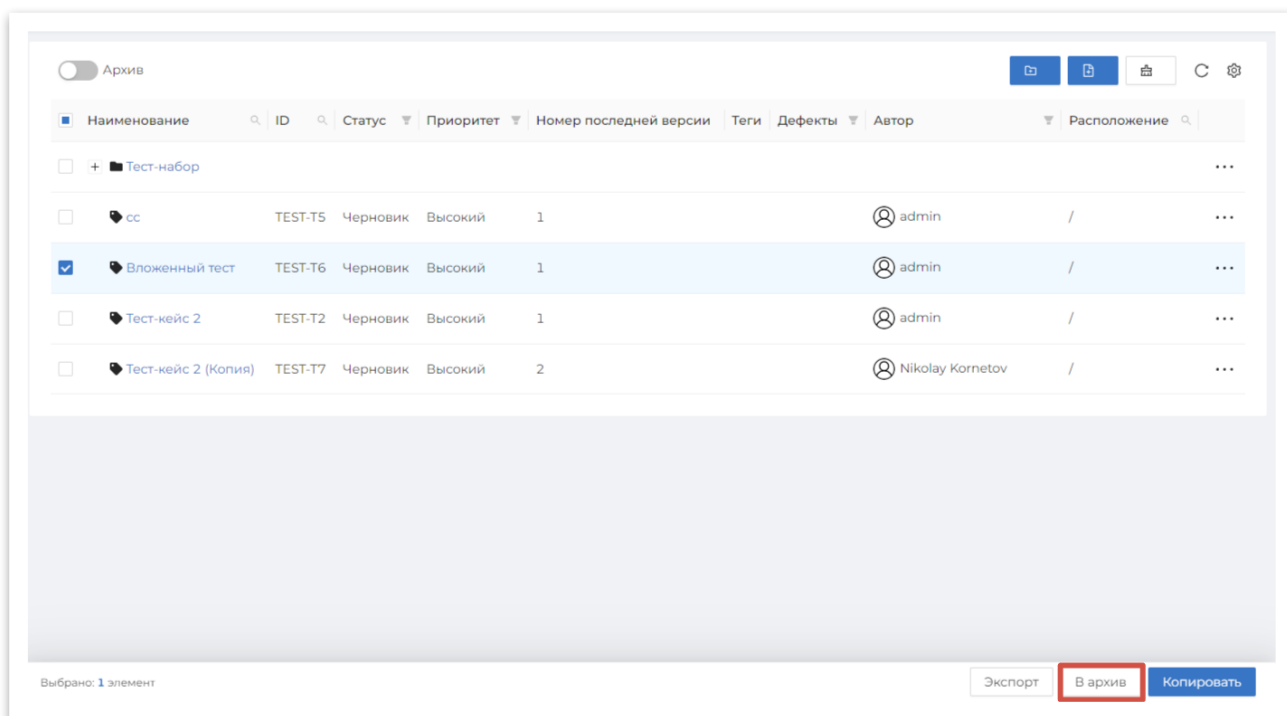 Архив
Наименование ID Статус Приоритет Номер последней версии Теги Дефекты Автор Расположение
+ Тест-набор ...
сс TEST-T5 Черновик Высокий 1 admin / ...
Вложенный тест TEST-T6 Черновик Высокий 1 admin / ...
Тест-кейс 2 TEST-T2 Черновик Высокий 1 admin / ...
Тест-кейс 2 (Копия) TEST-T7 Черновик Высокий 2 Nikolay Kornetov / ...
Выбрано: 1 элемент Экспорт В архив Копировать